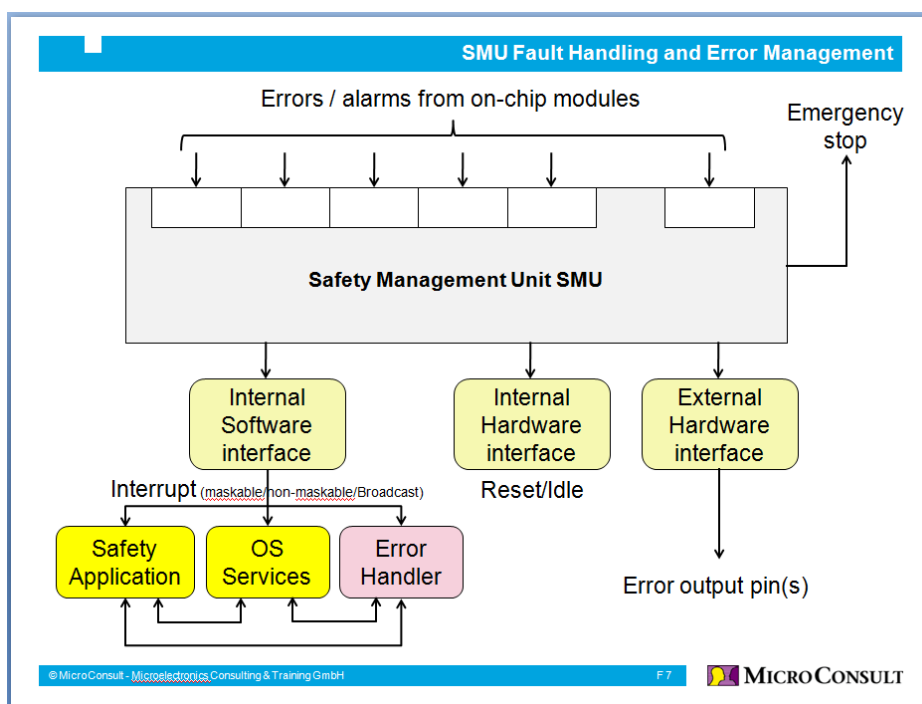 SMU Fault Handling and Error Management
Errors / alarms from on-chip modules
Emergency
stop
Safety Management Unit SMU
Internal
Software
interface
Internal
Hardware
interface
External
Hardware
interface
Interrupt (maskable/non-maskable/Broadcast)
Reset/Idle
Safety
Application
OS
Services
Error
Handler
Error output pin(s)
© MicroConsult - Microelectronics Consulting & Training GmbH
F 7
MICROCONSULT